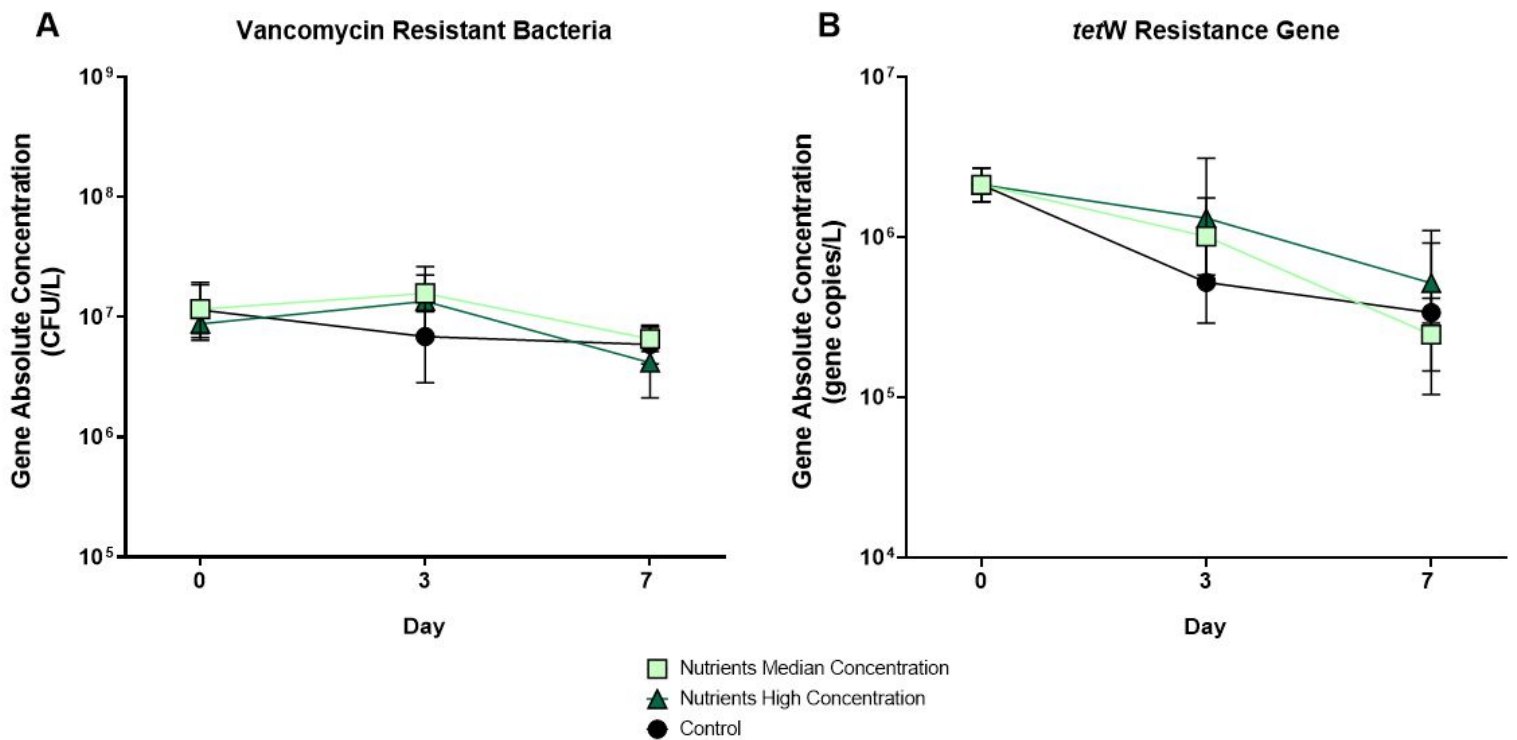 A
Vancomycin Resistant Bacteria
Gene Absolute Concentration
(CFU/L)
10⁹
10⁸
10⁷
10⁶
10⁵
0 3 7
Day
B
tetW Resistance Gene
Gene Absolute Concentration
(gene copies/L)
10⁷
10⁶
10⁵
10⁴
0 3 7
Day
Nutrients Median Concentration
Nutrients High Concentration
Control